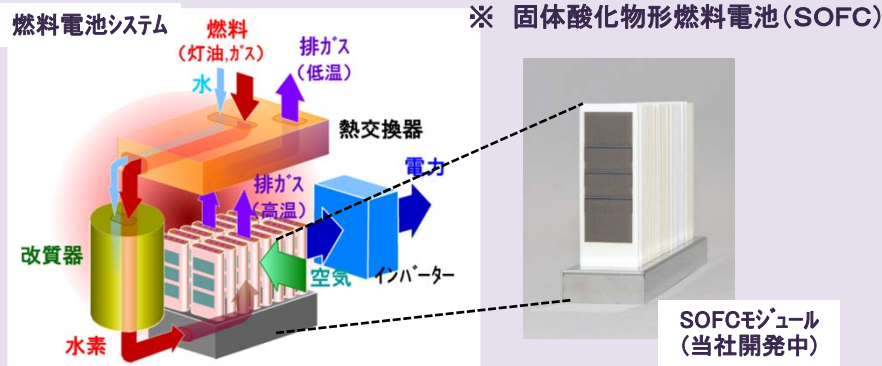 燃料電池システム
※ 固体酸化物形燃料電池(SOFC)
燃料
(灯油,ガス)
水
排ガス
(低温)
熱交換器
電力
排ガス
(高温)
改質器
空気
インバーター
水素
SOFCモジュール
(当社開発中)